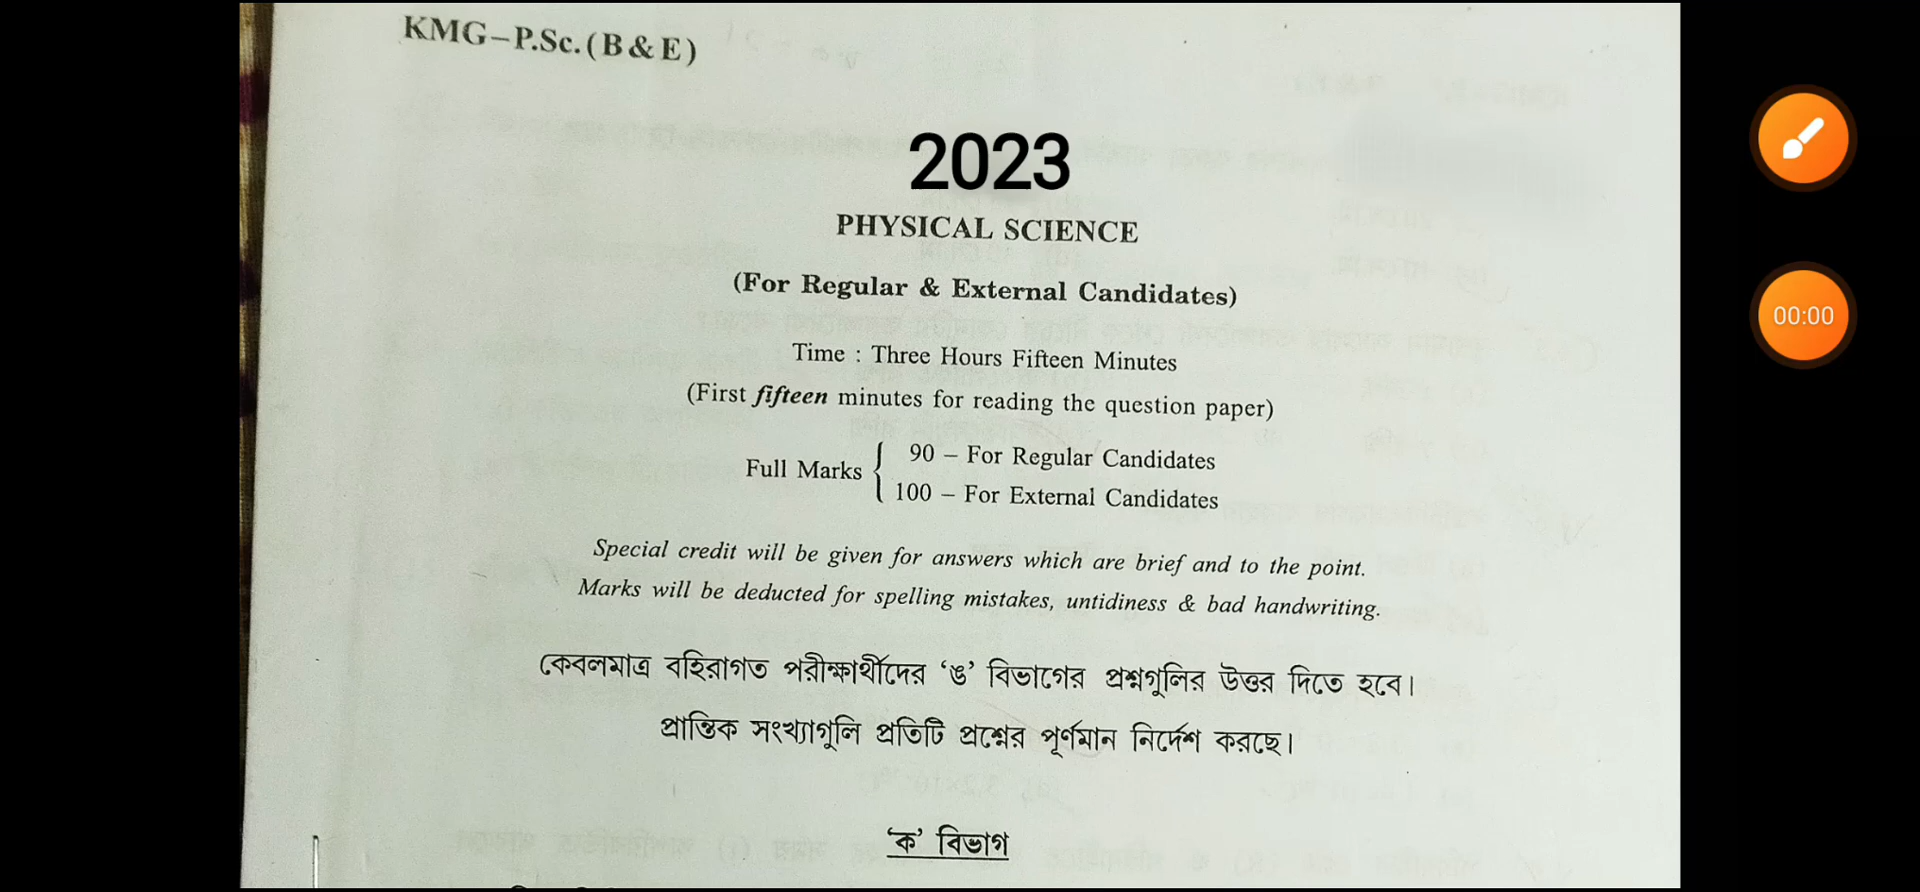 KMG–P.Sc.(B & E)
2023
PHYSICAL SCIENCE
(For Regular & External Candidates)
Time : Three Hours Fifteen Minutes
(First fifteen minutes for reading the question paper)
Full Marks { 90 – For Regular Candidates
100 – For External Candidates
Special credit will be given for answers which are brief and to the point.
Marks will be deducted for spelling mistakes, untidiness & bad handwriting.
কেবলমাত্র বহিরাগত পরীক্ষার্থীদের ‘ঙ’ বিভাগের প্রশ্নগুলির উত্তর দিতে হবে।
প্রান্তিক সংখ্যাগুলি প্রতিটি প্রশ্নের পূর্ণমান নির্দেশ করছে।
‘ক’ বিভাগ
00:00